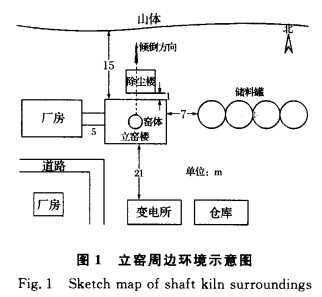 山体
北
倾倒方向
15
除尘楼
1
储料罐
厂房
窑体
7
5
立窑楼
道路
21
单位：m
厂房
变电所
仓库
图 1 立窑周边环境示意图
Fig. 1 Sketch map of shaft kiln surroundings